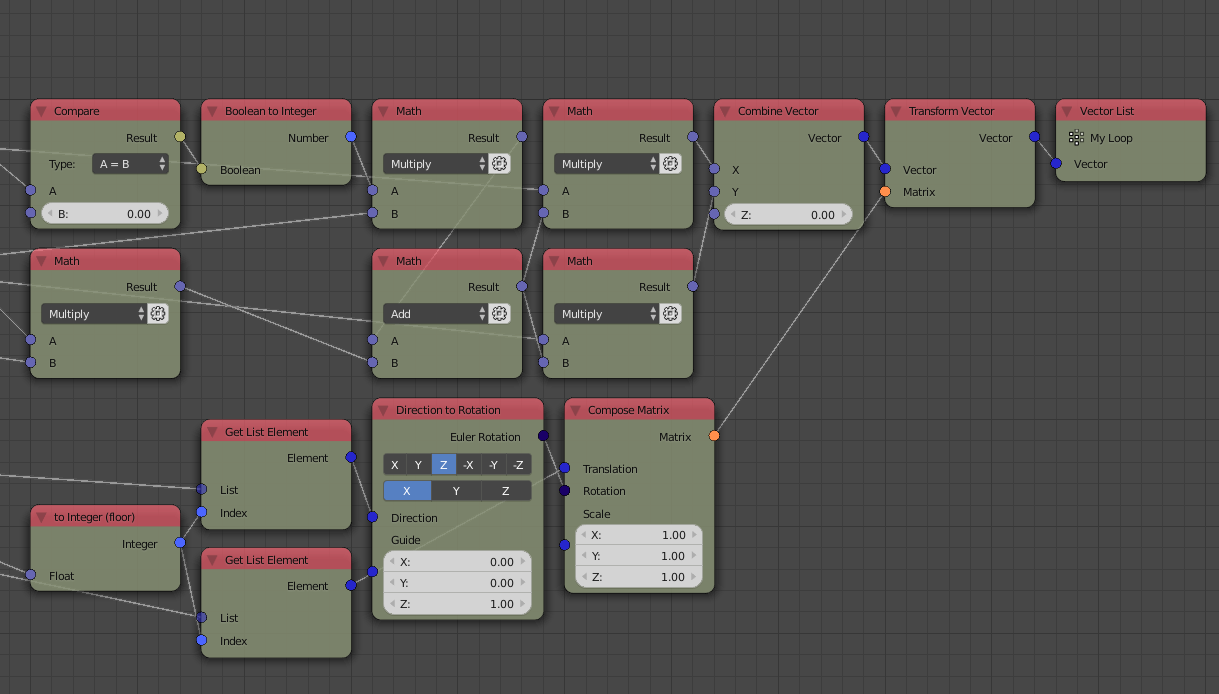 Compare
Result
Type: A = B
A
B: 0.00
Boolean to Integer
Number
Boolean
Math
Result
Multiply
A
B
Math
Result
Multiply
A
B
Combine Vector
Vector
X
Y
Z: 0.00
Transform Vector
Vector
Vector
Matrix
Vector List
My Loop
Vector
Math
Result
Multiply
A
B
Math
Result
Add
A
B
Math
Result
Multiply
A
B
Get List Element
Element
List
Index
to Integer (floor)
Integer
Float
Get List Element
Element
List
Index
Direction to Rotation
Euler Rotation
X Y Z -X -Y -Z
X Y Z
Direction
Guide
X: 0.00
Y: 0.00
Z: 1.00
Compose Matrix
Matrix
Translation
Rotation
Scale
X: 1.00
Y: 1.00
Z: 1.00